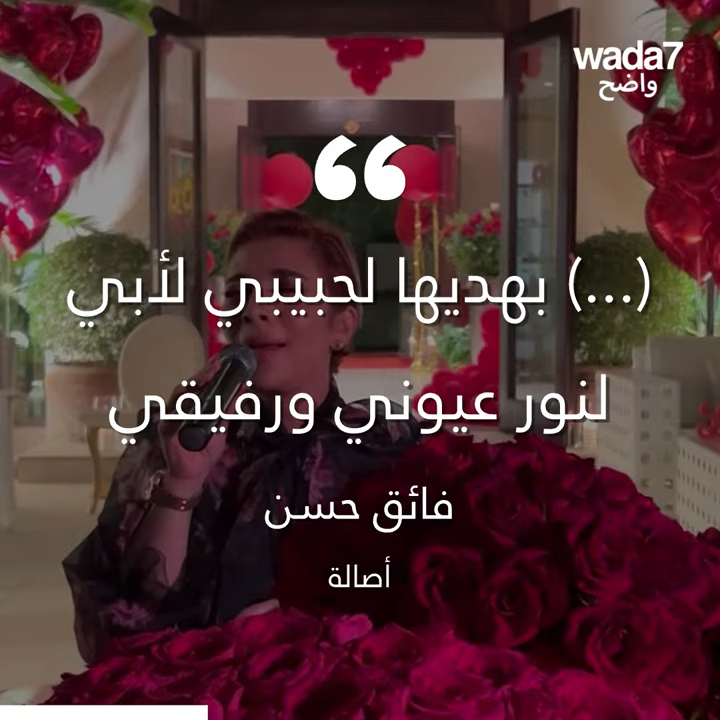 wada7
واضح
(...) بهديها لحبيبي لأبي
لنور عيوني ورفيقي
فائق حسن
أصالة